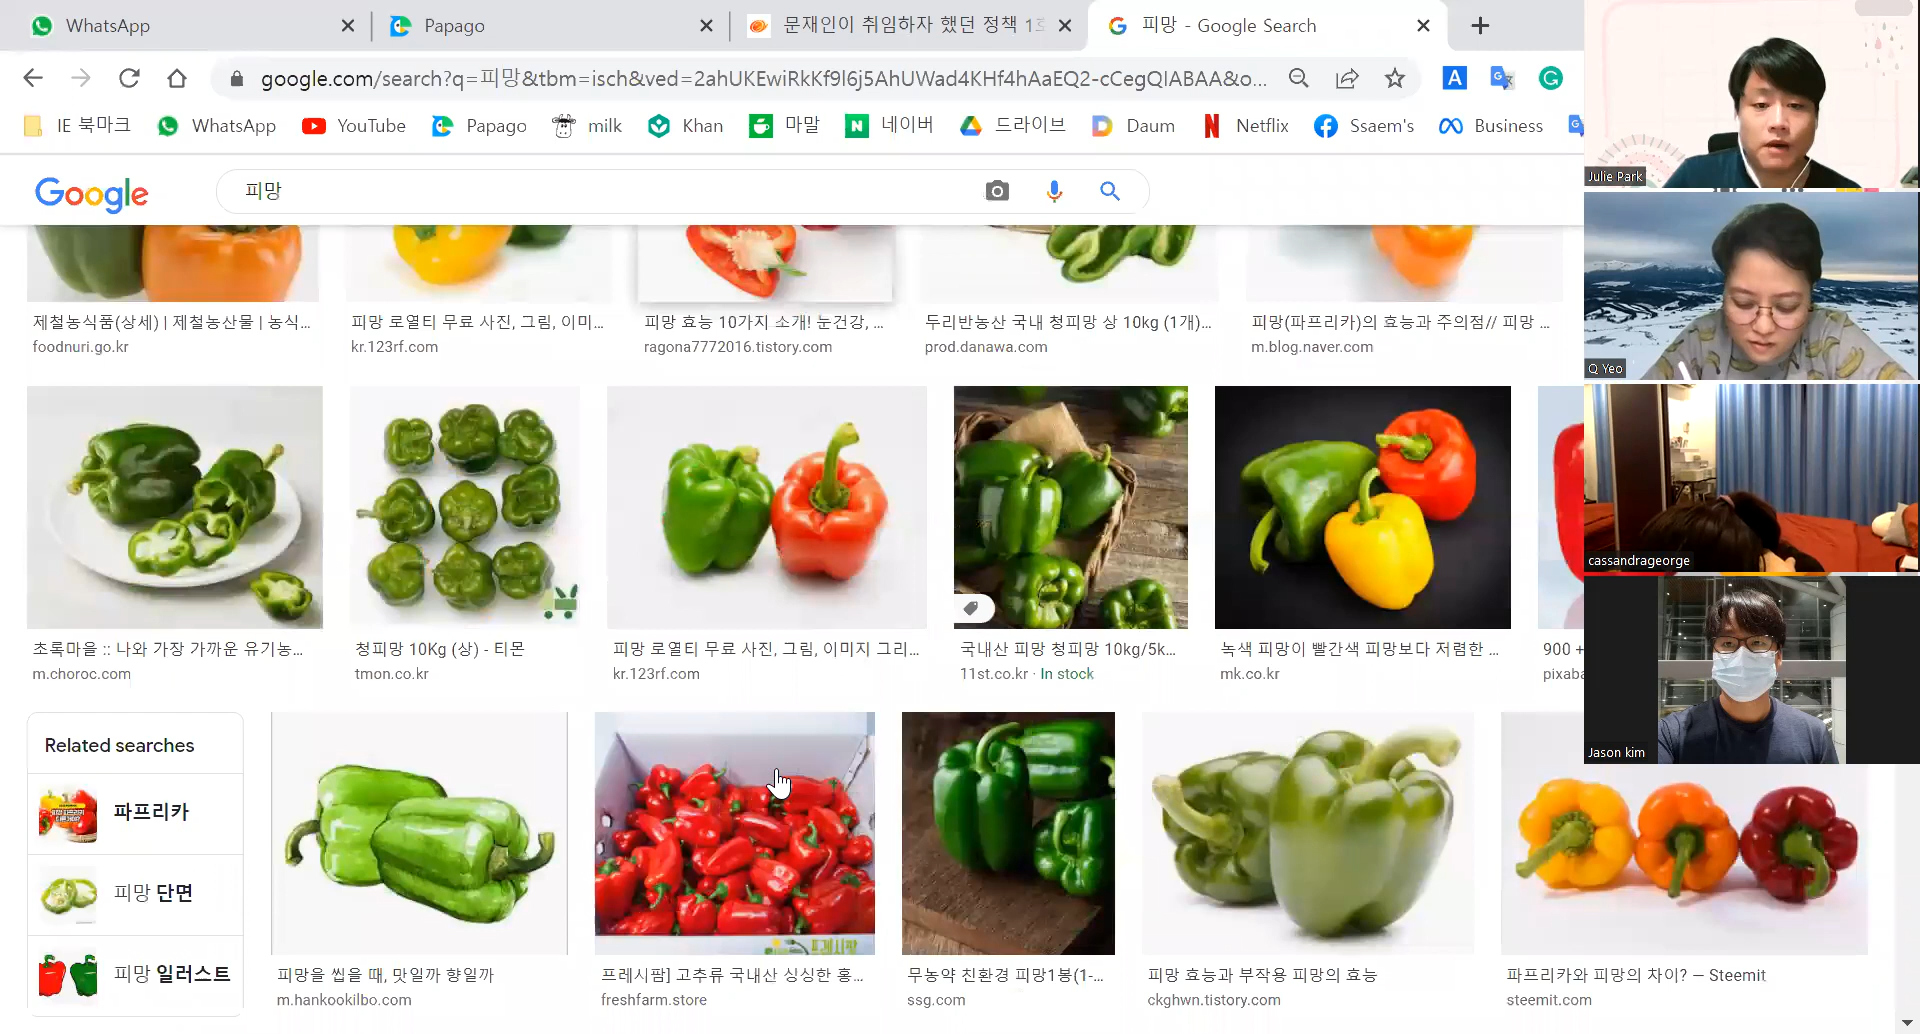 WhatsApp
Papago
문재인이 취임하자 했던 정책 1호
피망 - Google Search
google.com/search?q=피망&tbm=isch&ved=2ahUKEwiRkKf9l6j5AhUWad4KHf4hAaEQ2-cCegQIABAA&o...
IE 북마크
WhatsApp
YouTube
Papago
milk
Khan
마말
네이버
드라이브
Daum
Netflix
Ssaem's
Business
Google
피망
제철농식품(상세) | 제철농산물 | 농식...
foodnuri.go.kr
피망 로열티 무료 사진, 그림, 이미...
kr.123rf.com
피망 효능 10가지 소개! 눈건강, ...
ragona7772016.tistory.com
두리반농산 국내 청피망 상 10kg (1개)...
prod.danawa.com
피망(파프리카)의 효능과 주의점// 피망 ...
m.blog.naver.com
초록마을 :: 나와 가장 가까운 유기농...
m.choroc.com
청피망 10Kg (상) - 티몬
tmon.co.kr
피망 로열티 무료 사진, 그림, 이미지 그리...
kr.123rf.com
국내산 피망 청피망 10kg/5k...
11st.co.kr · In stock
녹색 피망이 빨간색 피망보다 저렴한 ...
mk.co.kr
900 +
pixaba
Related searches
파프리카
피망 단면
피망 일러스트
프레시팜
피망을 씹을 때, 맛일까 향일까
m.hankookilbo.com
프레시팜] 고추류 국내산 싱싱한 홍...
freshfarm.store
무농약 친환경 피망1봉(1-...
ssg.com
피망 효능과 부작용 피망의 효능
ckghwn.tistory.com
파프리카와 피망의 차이? — Steemit
steemit.com
Julie Park
Q Yeo
cassandrageorge
Jason kim